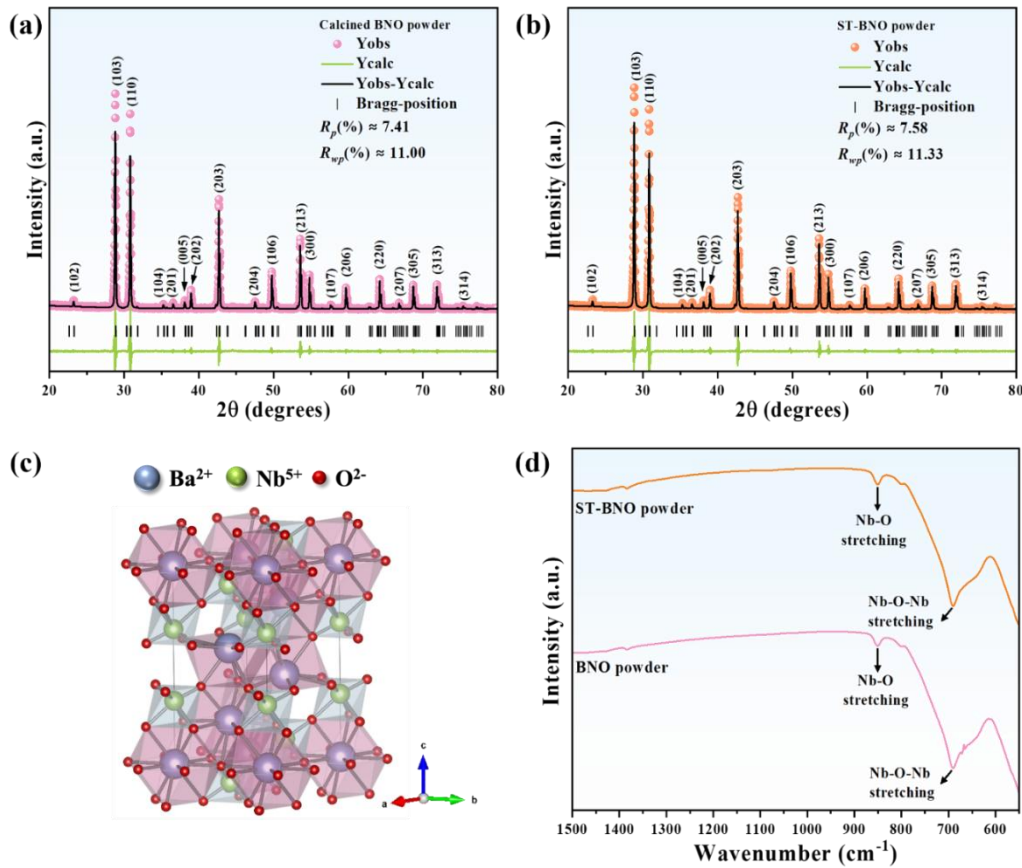 (a)
Calcined BNO powder
Yobs
Ycalc
Yobs-Ycalc
Bragg-position
Rp(%) ≈ 7.41
Rwp(%) ≈ 11.00
(102)
(103)
(110)
(104)
(201)
(005)
(202)
(203)
(204)
(106)
(213)
(300)
(107)
(206)
(220)
(207)
(305)
(313)
(314)
Intensity (a.u.)
20 30 40 50 60 70 80
2θ (degrees)
(b)
ST-BNO powder
Yobs
Ycalc
Yobs-Ycalc
Bragg-position
Rp(%) ≈ 7.58
Rwp(%) ≈ 11.33
(102)
(103)
(110)
(104)
(201)
(005)
(202)
(203)
(204)
(106)
(213)
(300)
(107)
(206)
(220)
(207)
(305)
(313)
(314)
Intensity (a.u.)
20 30 40 50 60 70 80
2θ (degrees)
(c)
Ba²⁺ Nb⁵⁺ O²⁻
c
a
b
(d)
ST-BNO powder
Nb-O
stretching
Nb-O-Nb
stretching
BNO powder
Nb-O
stretching
Nb-O-Nb
stretching
Intensity (a.u.)
1500 1400 1300 1200 1100 1000 900 800 700 600
Wavenumber (cm⁻¹)